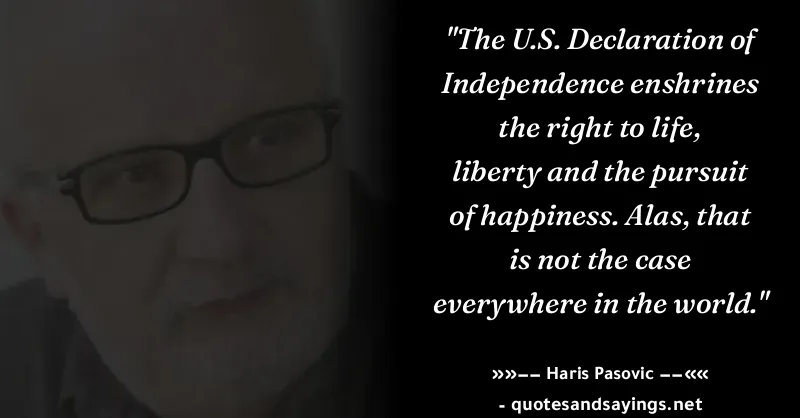 "The U.S. Declaration of
Independence enshrines
the right to life,
liberty and the pursuit
of happiness. Alas, that
is not the case
everywhere in the world."
»»–– Haris Pasovic ––««
- quotesandsayings.net